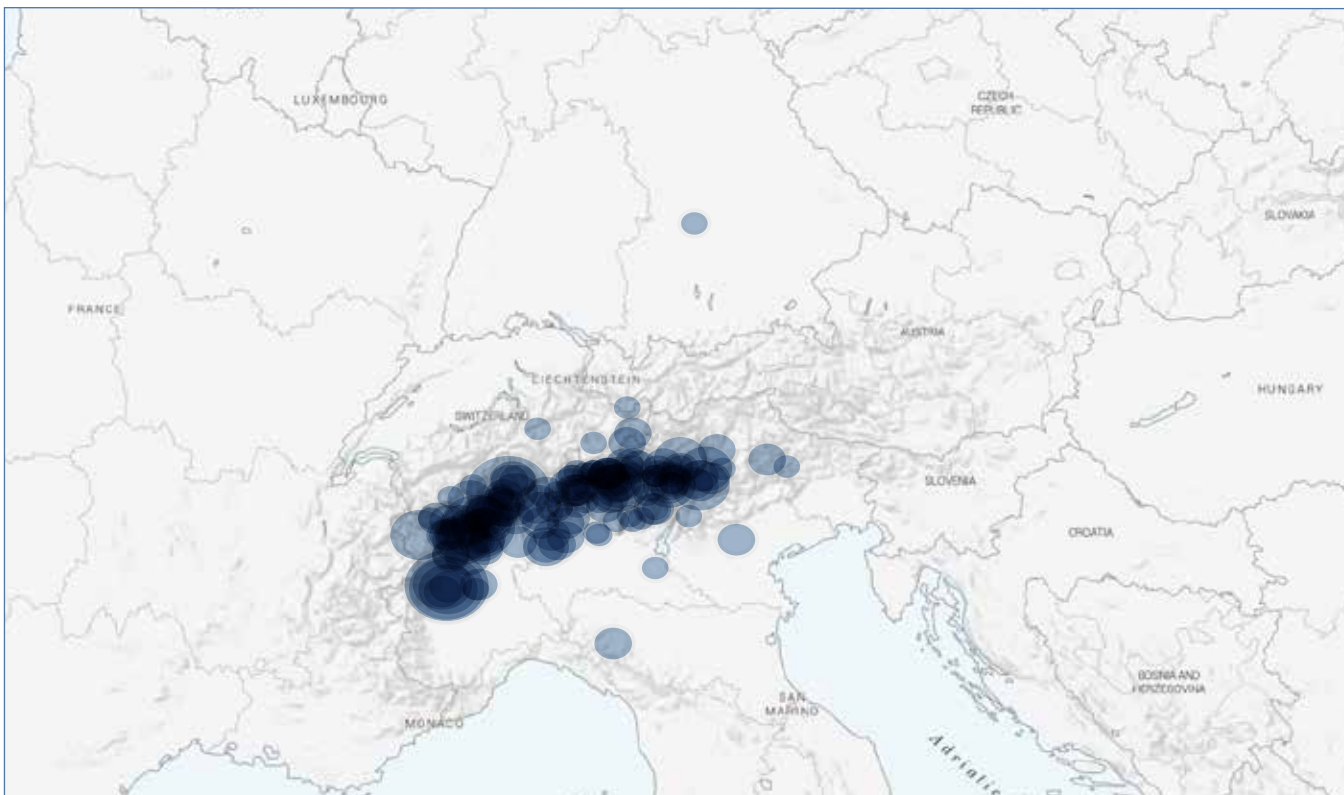 LUXEMBOURG
CZECH
REPUBLIC
SLOVAKIA
FRANCE
AUSTRIA
LIECHTENSTEIN
HUNGARY
SWITZERLAND
SLOVENIA
CROATIA
BOSNIA AND
HERZEGOVINA
SAN
MARINO
MONACO
Adriatic